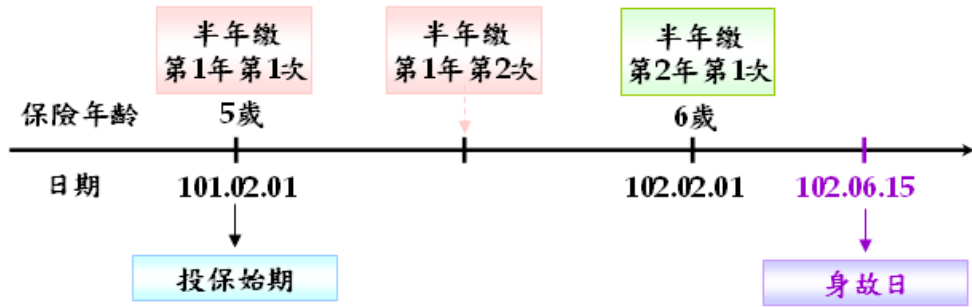 半年繳
第1年第1次
半年繳
第1年第2次
半年繳
第2年第1次
保險年齡
5歲
6歲
日期
101.02.01
102.02.01
102.06.15
投保始期
身故日